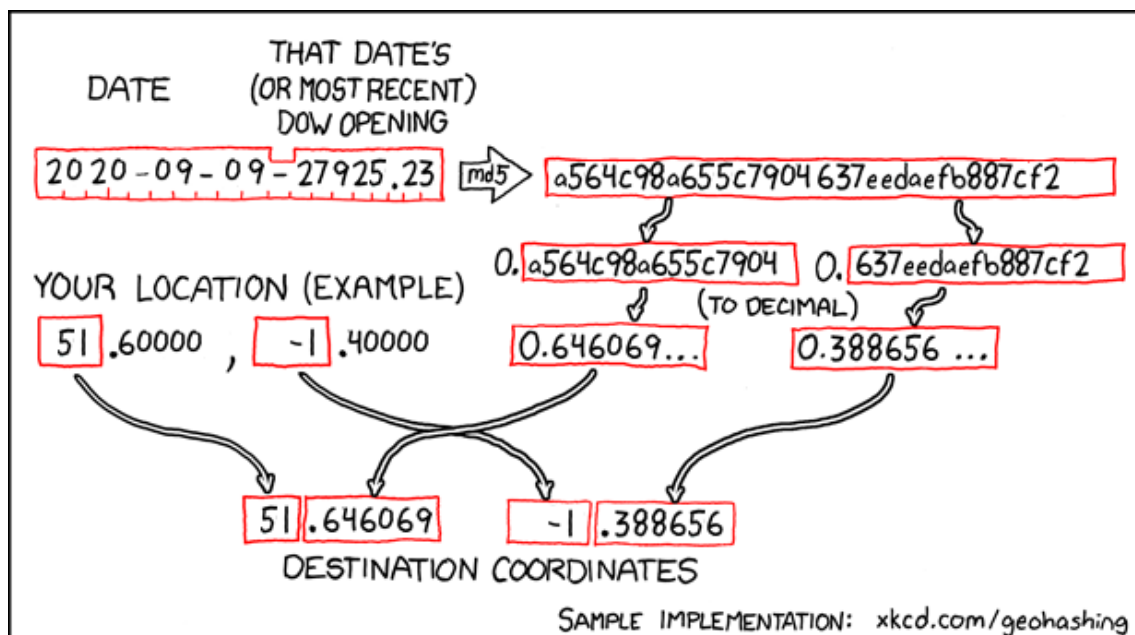 DATE
THAT DATE'S
(OR MOST RECENT)
DOW OPENING
2020-09-09-27925.23
md5
a564c98a655c7904637eedaefb887cf2
0.a564c98a655c7904
0.637eedaefb887cf2
(TO DECIMAL)
YOUR LOCATION (EXAMPLE)
51.60000, -1.40000
0.646069...
0.388656...
51.646069
-1.388656
DESTINATION COORDINATES
SAMPLE IMPLEMENTATION: xkcd.com/geohashing